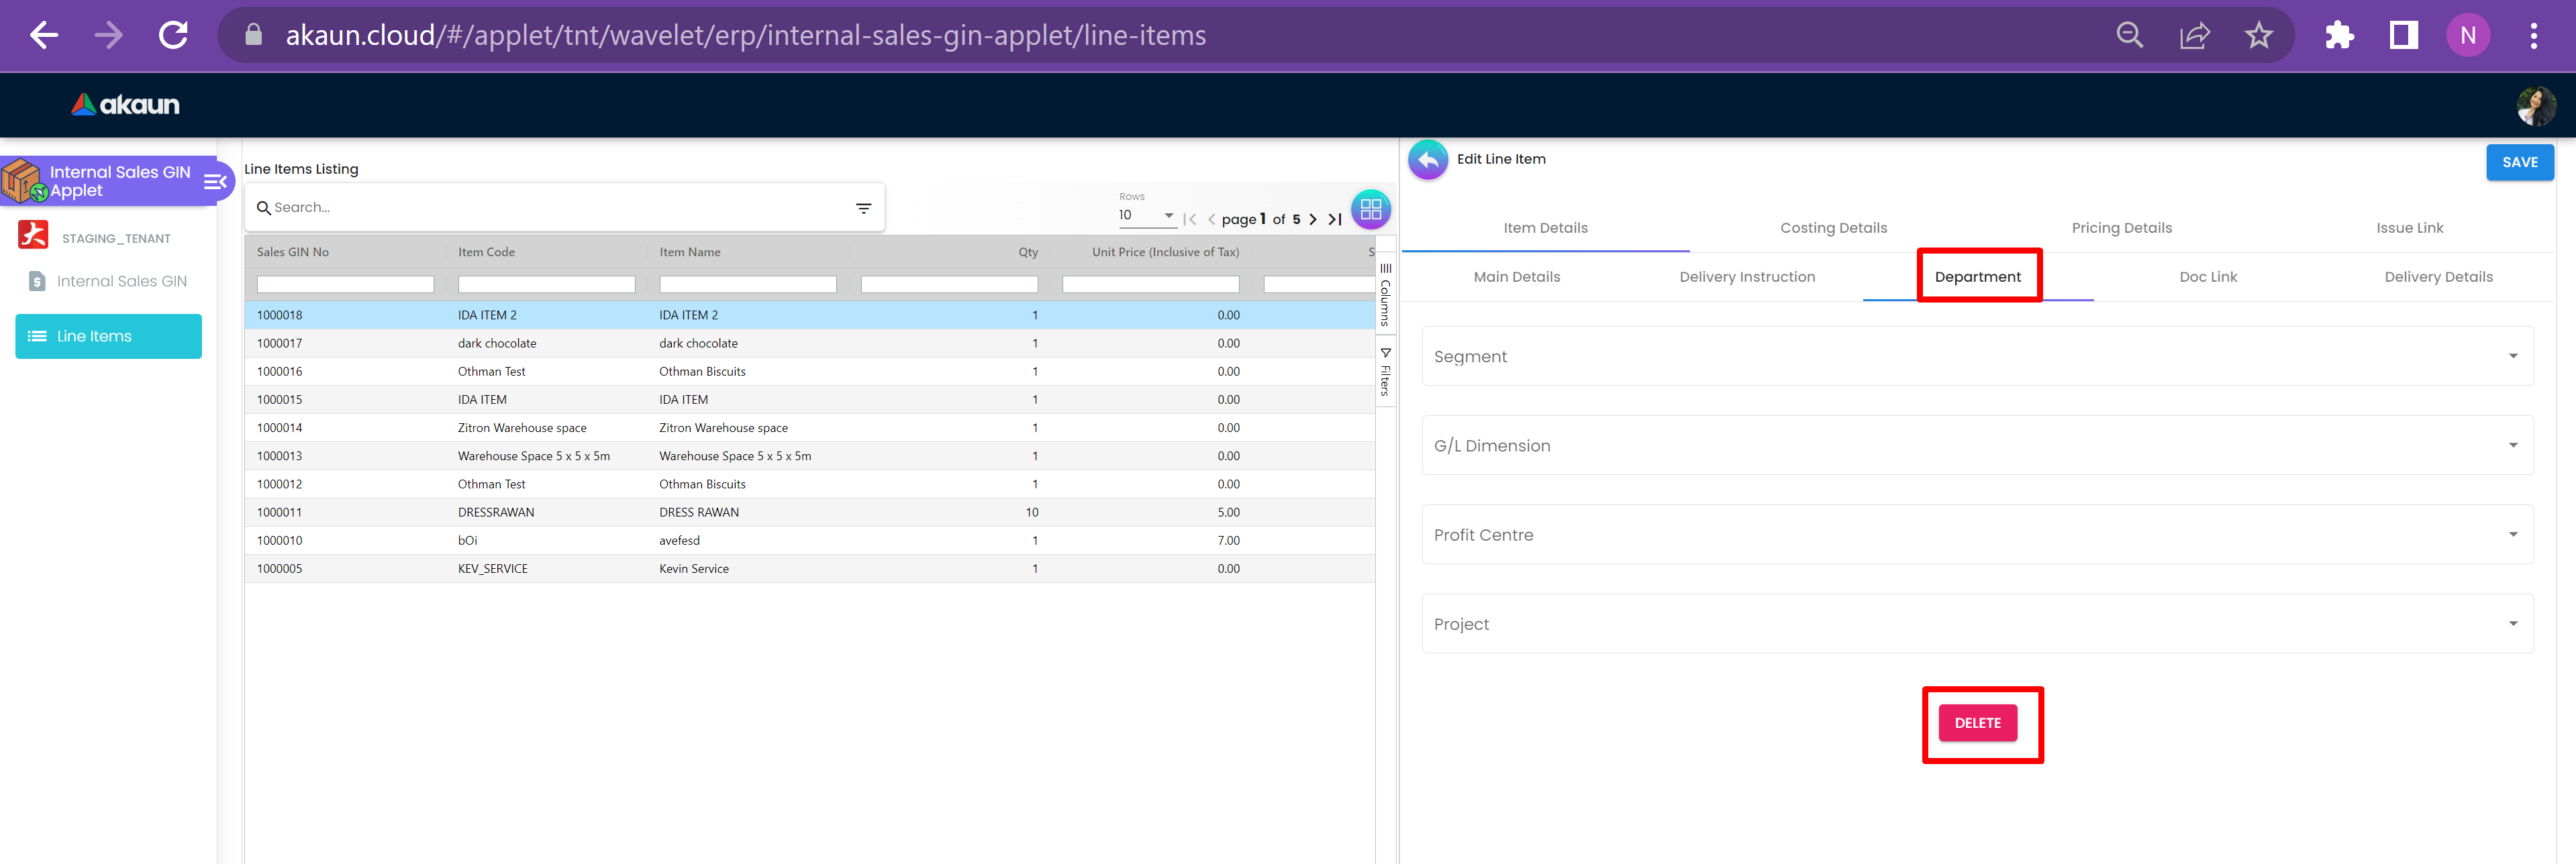 akaun.cloud/#/applet/tnt/wavelet/erp/internal-sales-gin-applet/line-items
N
akaun
Internal Sales GIN
Applet
STAGING_TENANT
Internal Sales GIN
Line Items
Line Items Listing
Search...
Rows
10
page 1 of 5
Sales GIN No Item Code Item Name Qty Unit Price (Inclusive of Tax) S
1000018 IDA ITEM 2 IDA ITEM 2 1 0.00
1000017 dark chocolate dark chocolate 1 0.00
1000016 Othman Test Othman Biscuits 1 0.00
1000015 IDA ITEM IDA ITEM 1 0.00
1000014 Zitron Warehouse space Zitron Warehouse space 1 0.00
1000013 Warehouse Space 5 x 5 x 5m Warehouse Space 5 x 5 x 5m 1 0.00
1000012 Othman Test Othman Biscuits 1 0.00
1000011 DRESSRAWAN DRESS RAWAN 10 5.00
1000010 bOi avefesd 1 7.00
1000005 KEV_SERVICE Kevin Service 1 0.00
Columns
Filters
Edit Line Item
SAVE
Item Details Costing Details Pricing Details Issue Link
Main Details Delivery Instruction Department Doc Link Delivery Details
Segment
G/L Dimension
Profit Centre
Project
DELETE